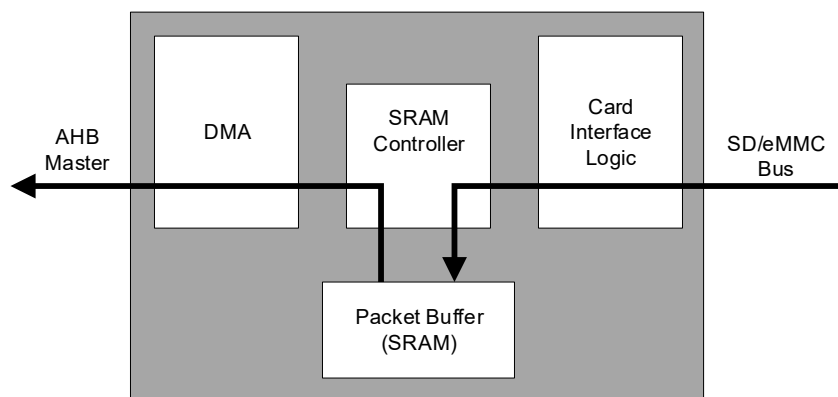 AHB
Master
DMA
SRAM
Controller
Card
Interface
Logic
SD/eMMC
Bus
Packet Buffer
(SRAM)